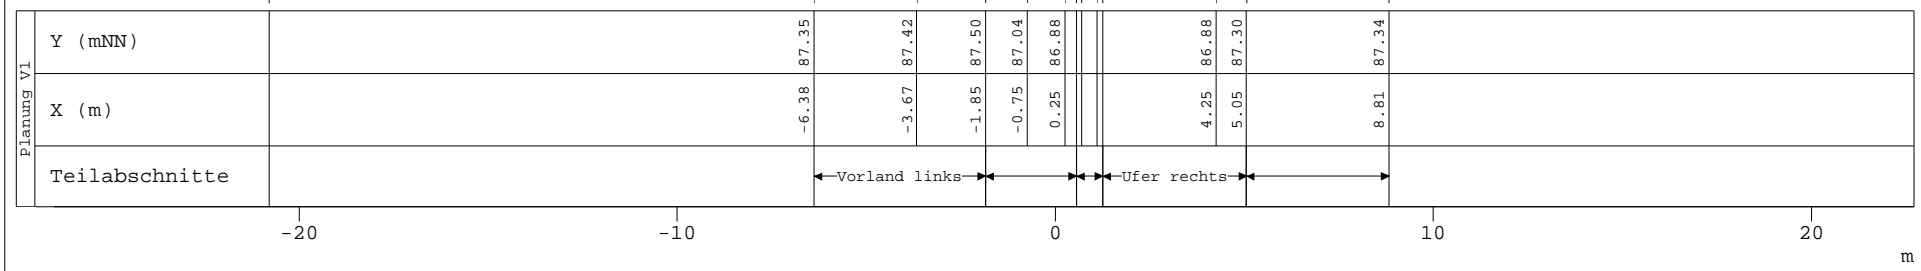 Planung V1
Y (mNN) 87.35 87.42 87.50 87.04 86.88 86.88 87.30 87.34
X (m) -6.38 -3.67 -1.85 -0.75 0.25 4.25 5.05 8.81
Teilabschnitte Vorland links Ufer rechts
-20 -10 0 10 20
m